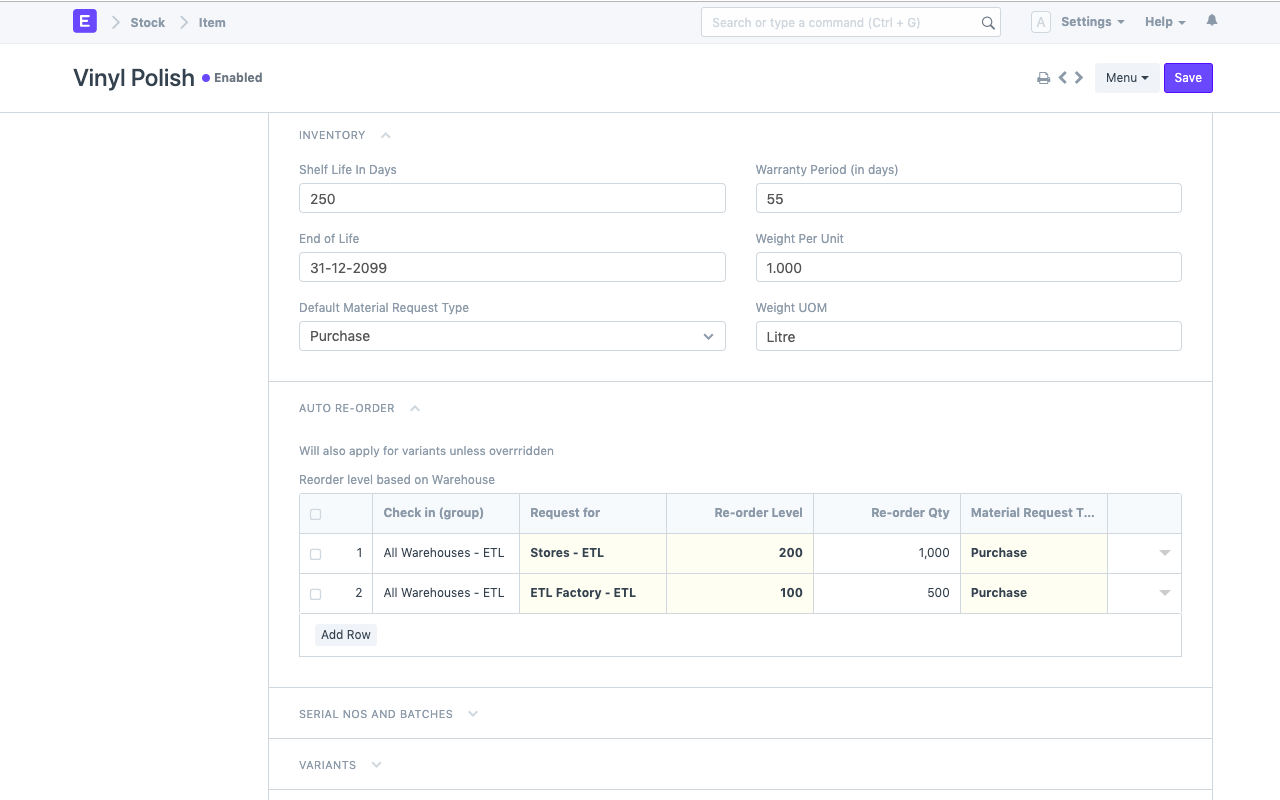 E Stock Item Search or type a command (Ctrl + G) A Settings Help
Vinyl Polish Enabled Menu Save
INVENTORY
Shelf Life In Days Warranty Period (in days)
250 55
End of Life Weight Per Unit
31-12-2099 1.000
Default Material Request Type Weight UOM
Purchase Litre
AUTO RE-ORDER
Will also apply for variants unless overrridden
Reorder level based on Warehouse
Check in (group) Request for Re-order Level Re-order Qty Material Request T...
1 All Warehouses - ETL Stores - ETL 200 1,000 Purchase
2 All Warehouses - ETL ETL Factory - ETL 100 500 Purchase
Add Row
SERIAL NOS AND BATCHES
VARIANTS